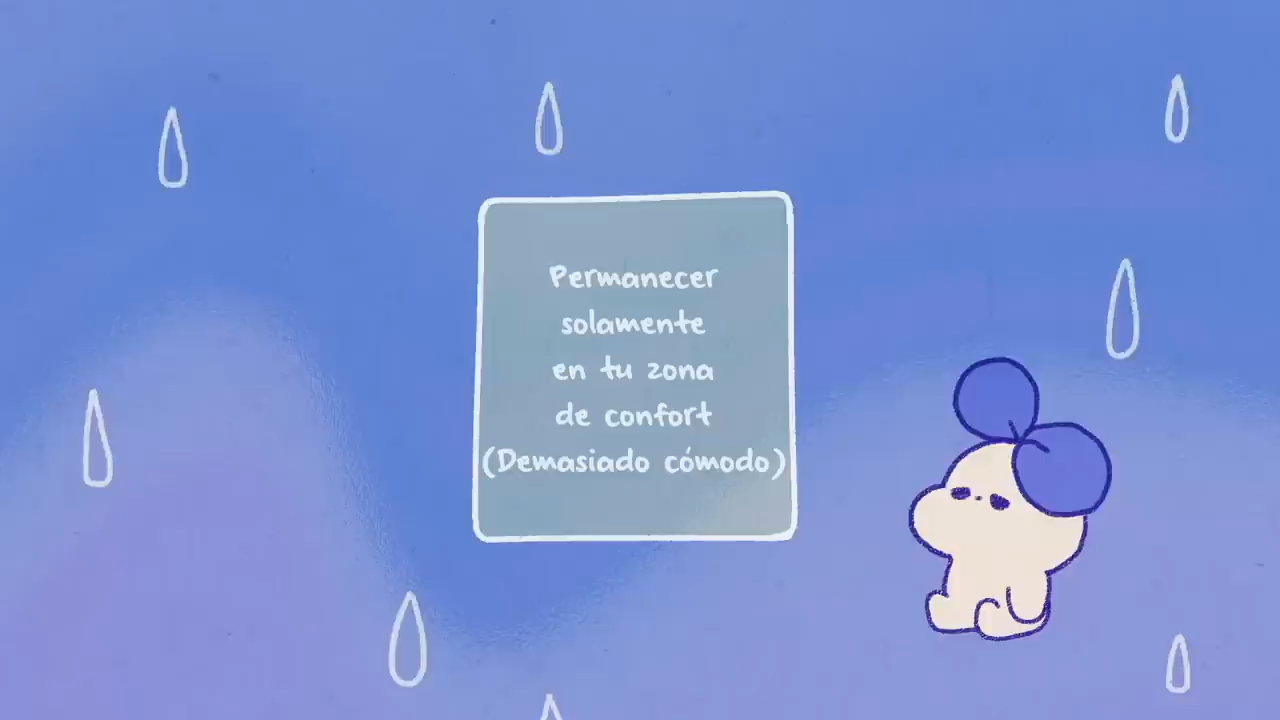 Permanecer
solamente
en tu zona
de confort
(Demasiado cómodo)